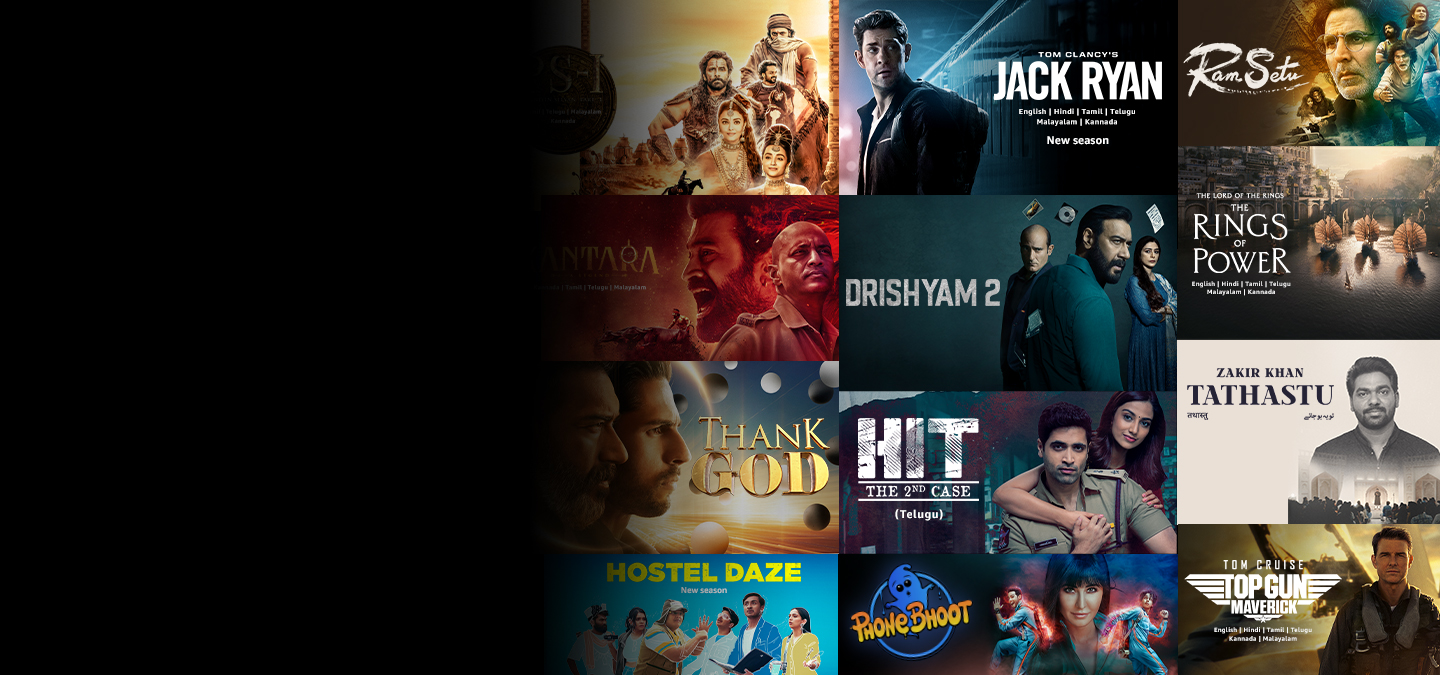 PS-I
TOM CLANCY'S
JACK RYAN
English | Hindi | Tamil | Telugu
Malayalam | Kannada
New season
Ram Setu
ANTARA
Tamil | Telugu | Malayalam
DRISHYAM 2
THE LORD OF THE RINGS
THE
RINGS
OF
POWER
English | Hindi | Tamil | Telugu
Malayalam | Kannada
THANK
GOD
HIT
THE 2ND CASE
(Telugu)
ZAKIR KHAN
TATHASTU
तथास्तु
HOSTEL DAZE
New season
PHONE BHOOT
TOM CRUISE
TOP GUN
MAVERICK
English | Hindi | Tamil | Telugu
Kannada | Malayalam